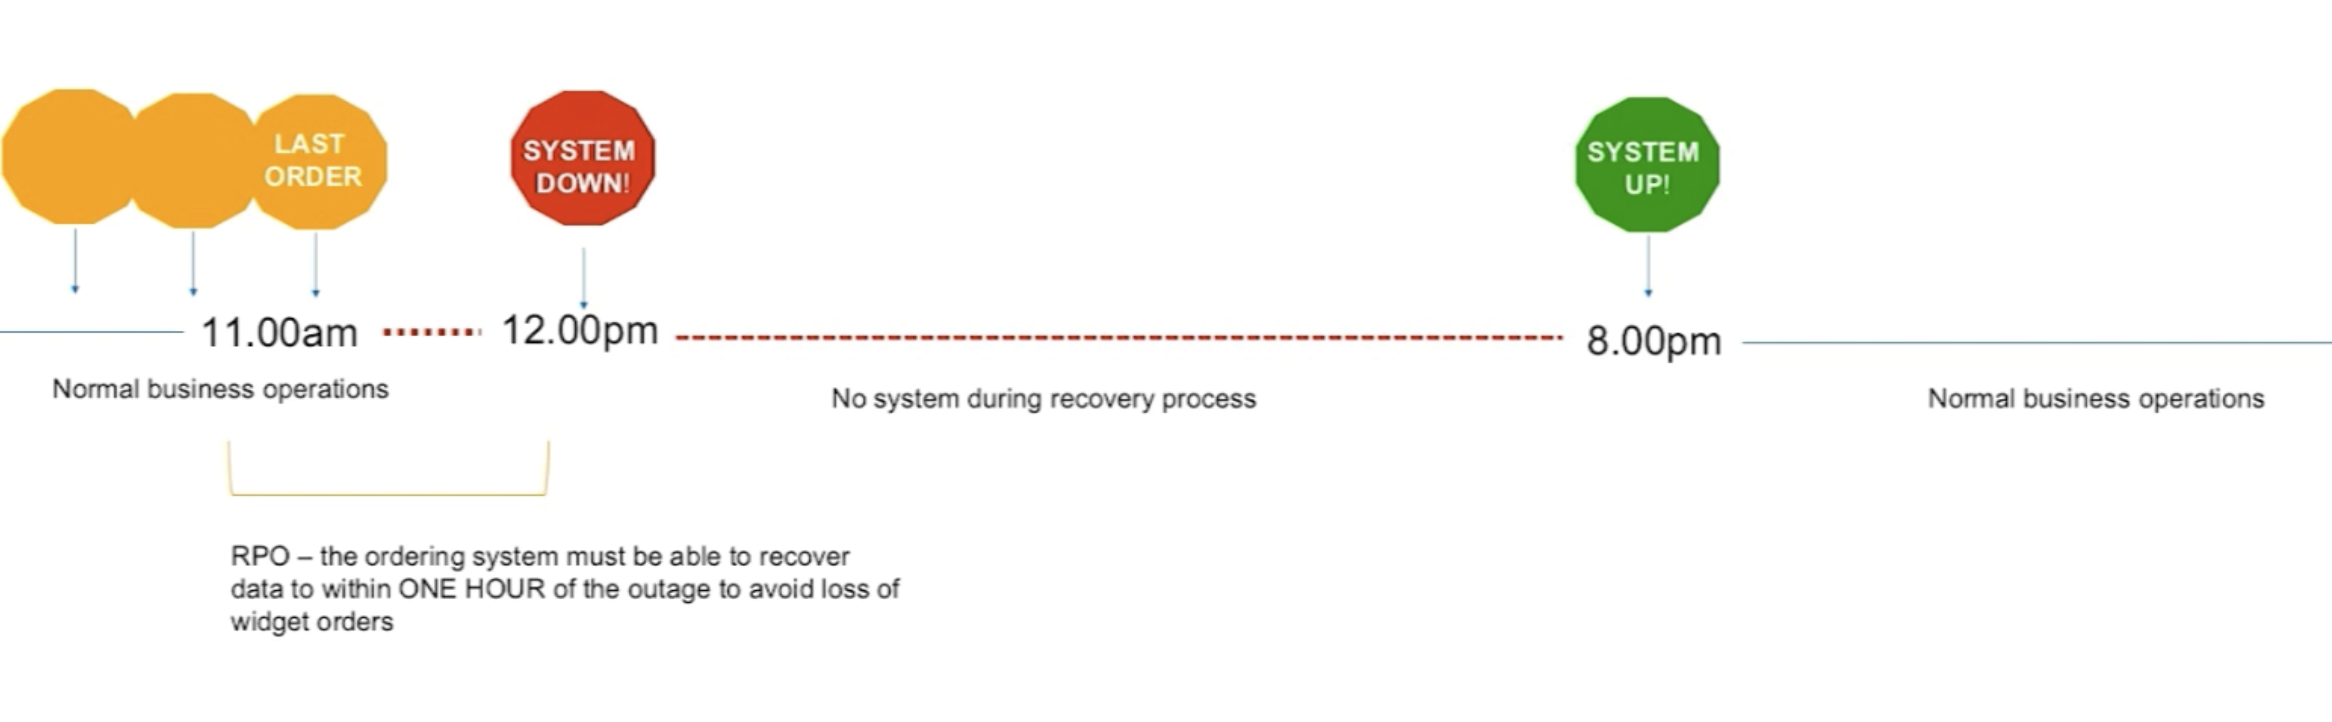 LAST
ORDER
SYSTEM
DOWN!
SYSTEM
UP!
11.00am
12.00pm
8.00pm
Normal business operations
No system during recovery process
Normal business operations
RPO – the ordering system must be able to recover
data to within ONE HOUR of the outage to avoid loss of
widget orders